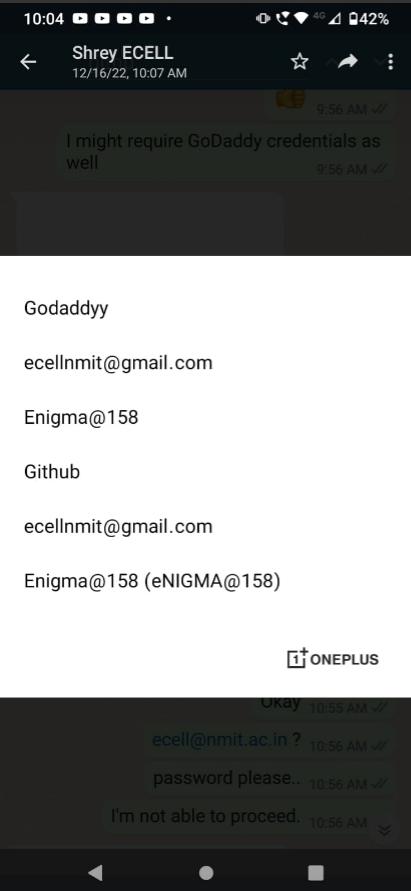 10:04
4G
42%
Shrey ECELL
12/16/22, 10:07 AM
9:56 AM
I might require GoDaddy credentials as
well
9:56 AM
Godaddyy
ecellnmit@gmail.com
Enigma@158
Github
ecellnmit@gmail.com
Enigma@158 (eNIGMA@158)
1+ ONEPLUS
Okay 10:55 AM
ecell@nmit.ac.in ? 10:56 AM
password please.. 10:56 AM
I'm not able to proceed. 10:56 AM